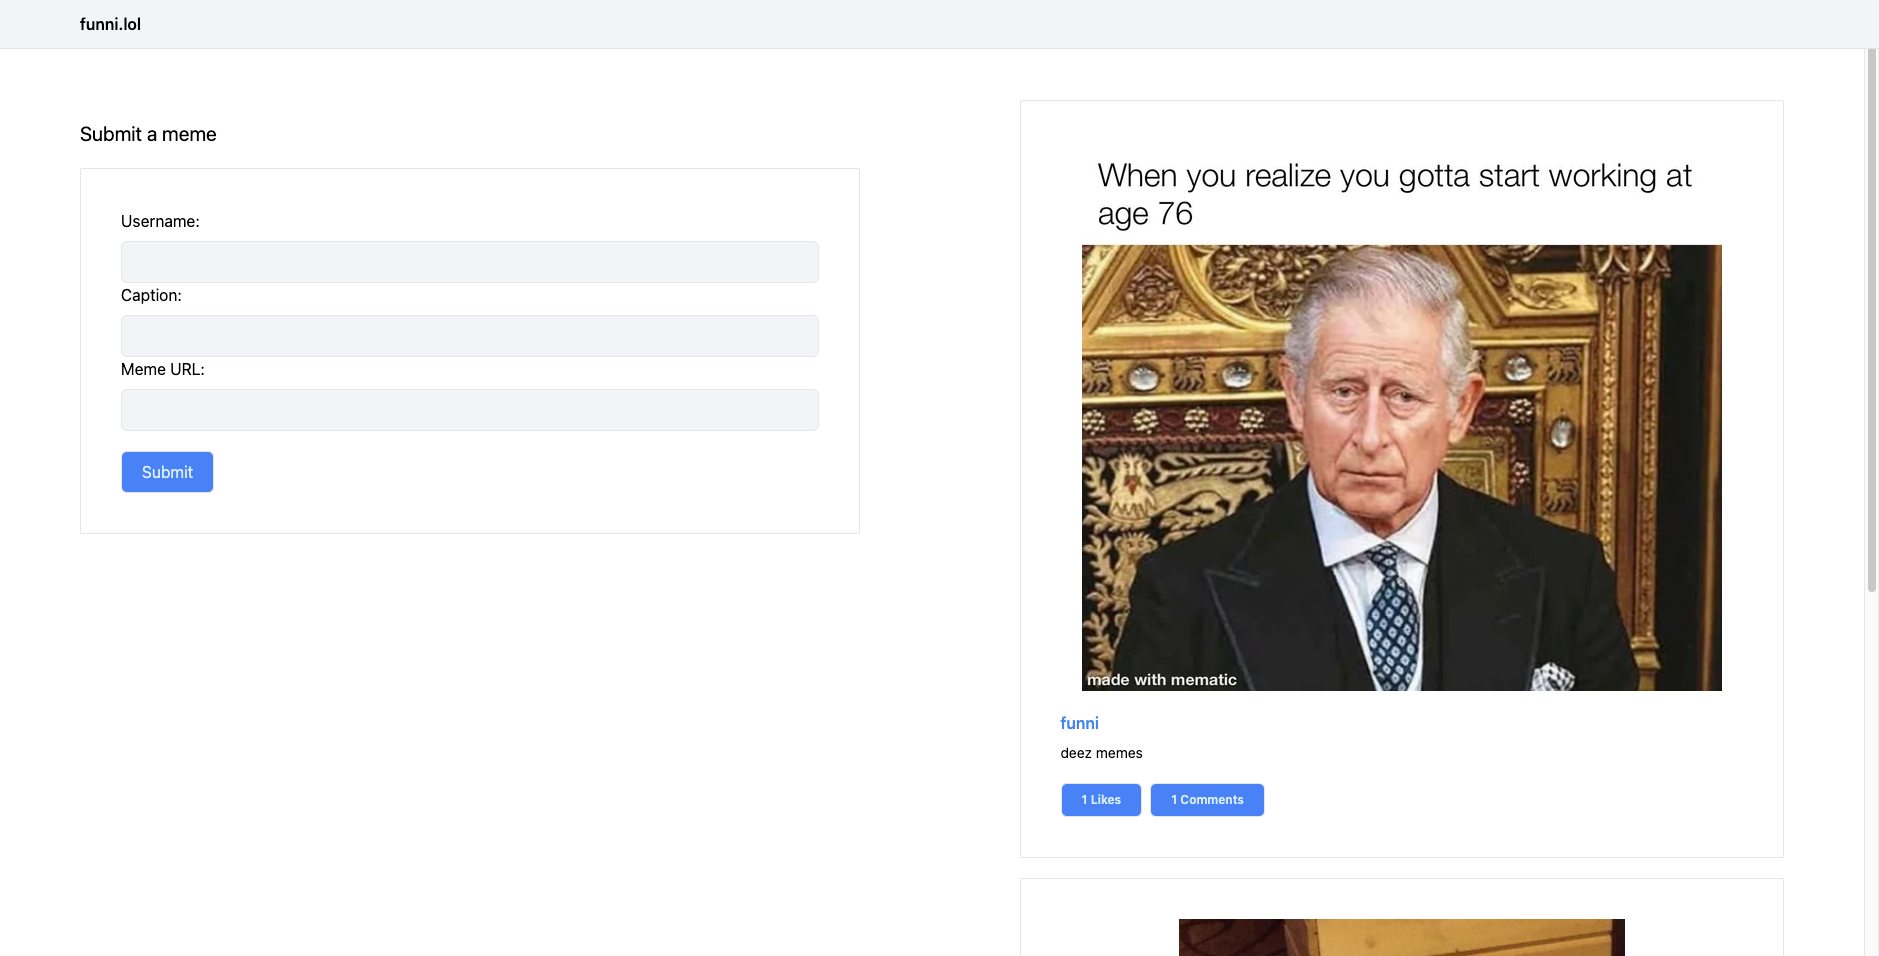 funni.lol
Submit a meme
Username:
Caption:
Meme URL:
Submit
When you realize you gotta start working at
age 76
made with mematic
funni
deez memes
1 Likes
1 Comments